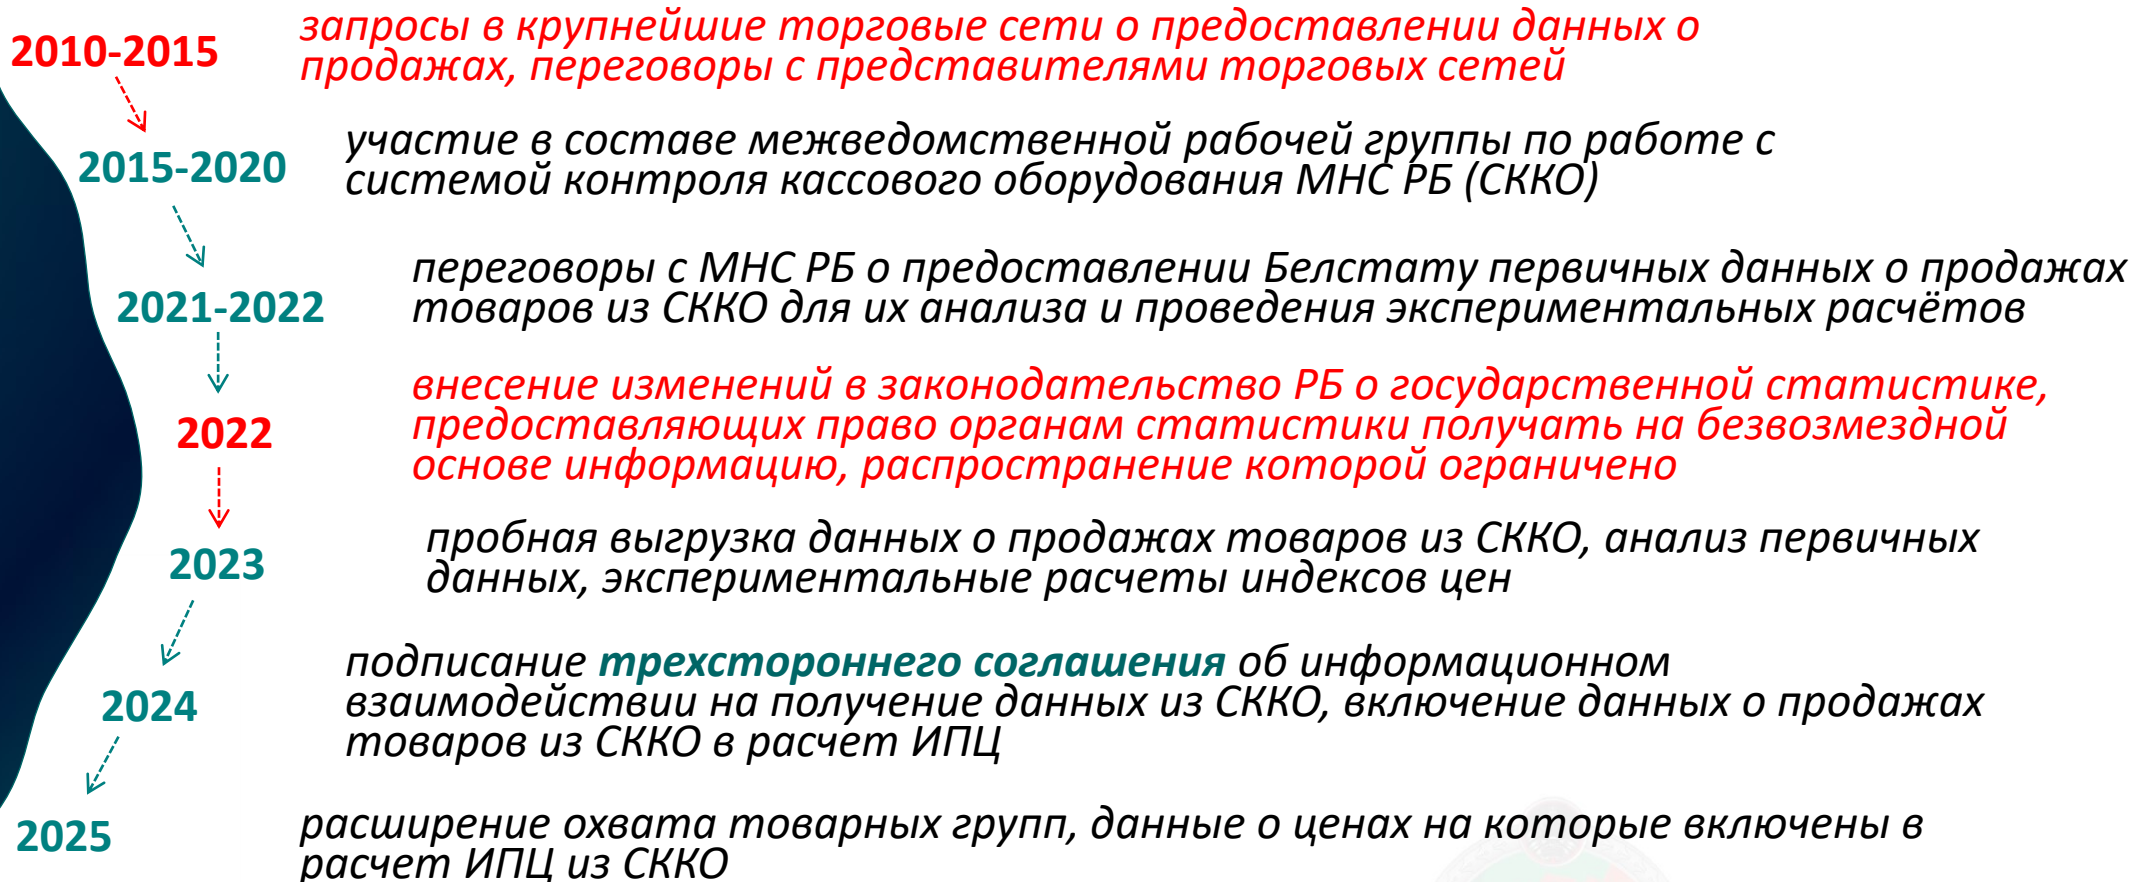 2010-2015
запросы в крупнейшие торговые сети о предоставлении данных о
продажах, переговоры с представителями торговых сетей
2015-2020
участие в составе межведомственной рабочей группы по работе с
системой контроля кассового оборудования МНС РБ (СККО)
2021-2022
переговоры с МНС РБ о предоставлении Белстату первичных данных о продажах
товаров из СККО для их анализа и проведения экспериментальных расчётов
2022
внесение изменений в законодательство РБ о государственной статистике,
предоставляющих право органам статистики получать на безвозмездной
основе информацию, распространение которой ограничено
2023
пробная выгрузка данных о продажах товаров из СККО, анализ первичных
данных, экспериментальные расчеты индексов цен
2024
подписание трехстороннего соглашения об информационном
взаимодействии на получение данных из СККО, включение данных о продажах
товаров из СККО в расчет ИПЦ
2025
расширение охвата товарных групп, данные о ценах на которые включены в
расчет ИПЦ из СККО